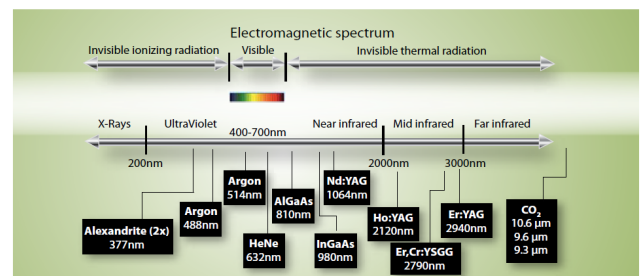 Electromagnetic spectrum
Invisible ionizing radiation Visible Invisible thermal radiation
X-Rays UltraViolet 400-700nm Near infrared Mid infrared Far infrared
200nm 2000nm 3000nm
Alexandrite (2x)
377nm
Argon
488nm
Argon
514nm
HeNe
632nm
AlGaAs
810nm
InGaAs
980nm
Nd:YAG
1064nm
Ho:YAG
2120nm
Er,Cr:YSGG
2790nm
Er:YAG
2940nm
CO₂
10.6 µm
9.6 µm
9.3 µm